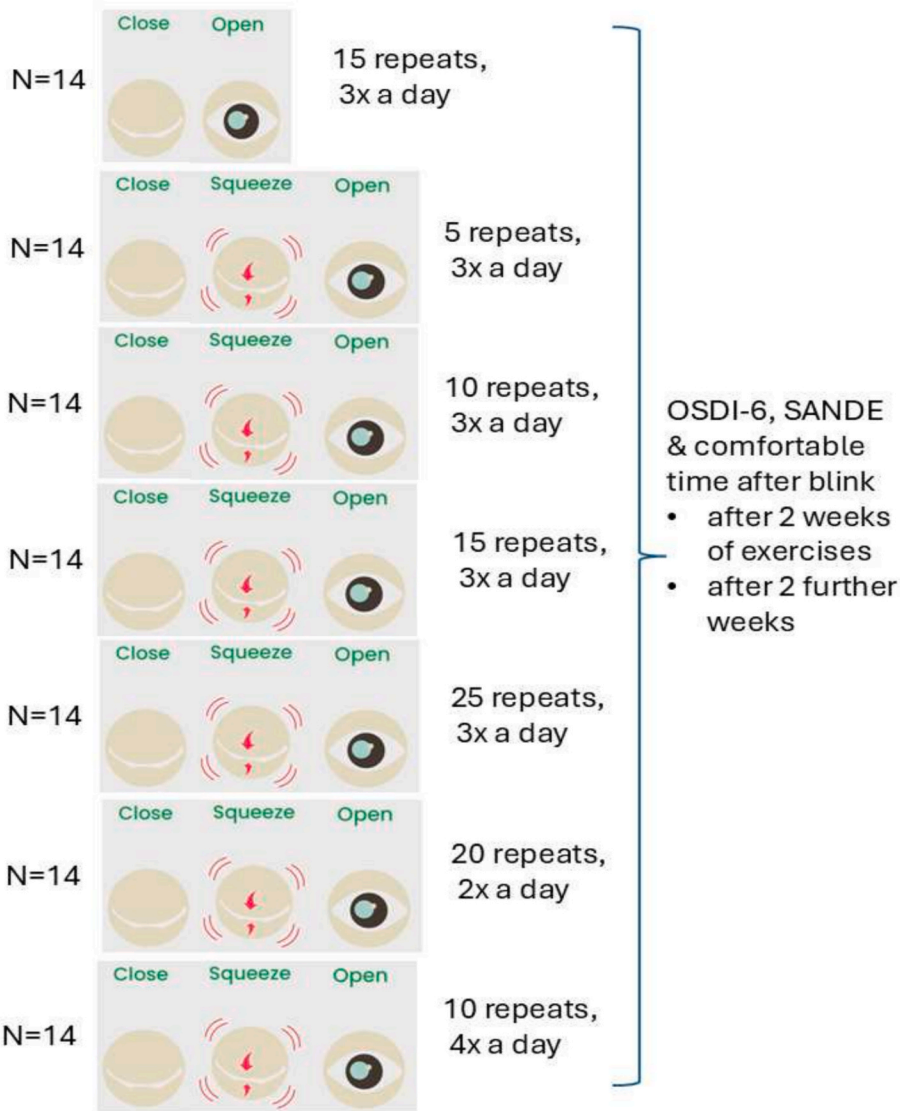 Close Open
N=14
15 repeats,
3x a day
Close Squeeze Open
N=14
5 repeats,
3x a day
Close Squeeze Open
N=14
10 repeats,
3x a day
Close Squeeze Open
N=14
15 repeats,
3x a day
Close Squeeze Open
N=14
25 repeats,
3x a day
Close Squeeze Open
N=14
20 repeats,
2x a day
Close Squeeze Open
N=14
10 repeats,
4x a day
OSDI-6, SANDE
& comfortable
time after blink
• after 2 weeks
of exercises
• after 2 further
weeks